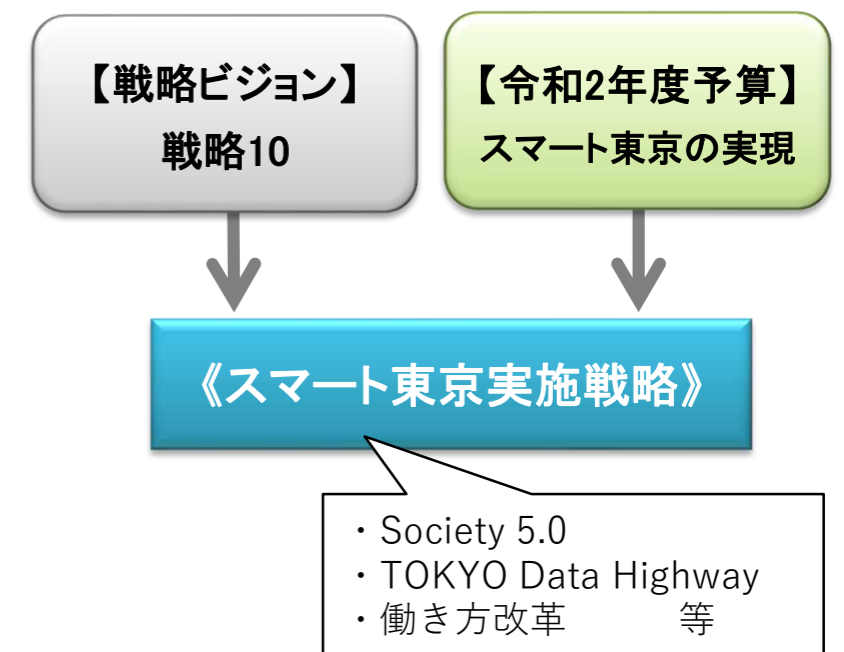 【戦略ビジョン】
戦略10
【令和2年度予算】
スマート東京の実現
《スマート東京実施戦略》
・Society 5.0
・TOKYO Data Highway
・働き方改革　　　等